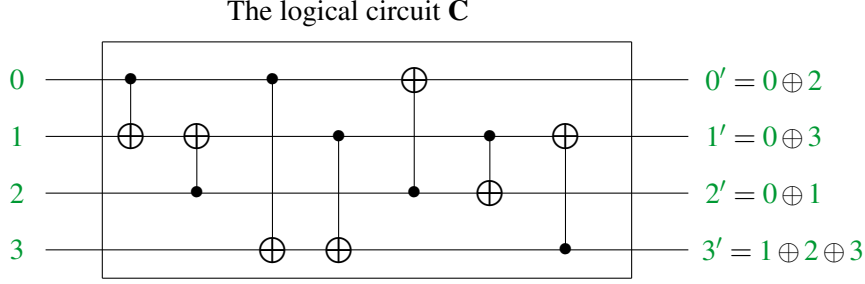 The logical circuit C
0 0′ = 0 ⊕ 2
1 1′ = 0 ⊕ 3
2 2′ = 0 ⊕ 1
3 3′ = 1 ⊕ 2 ⊕ 3